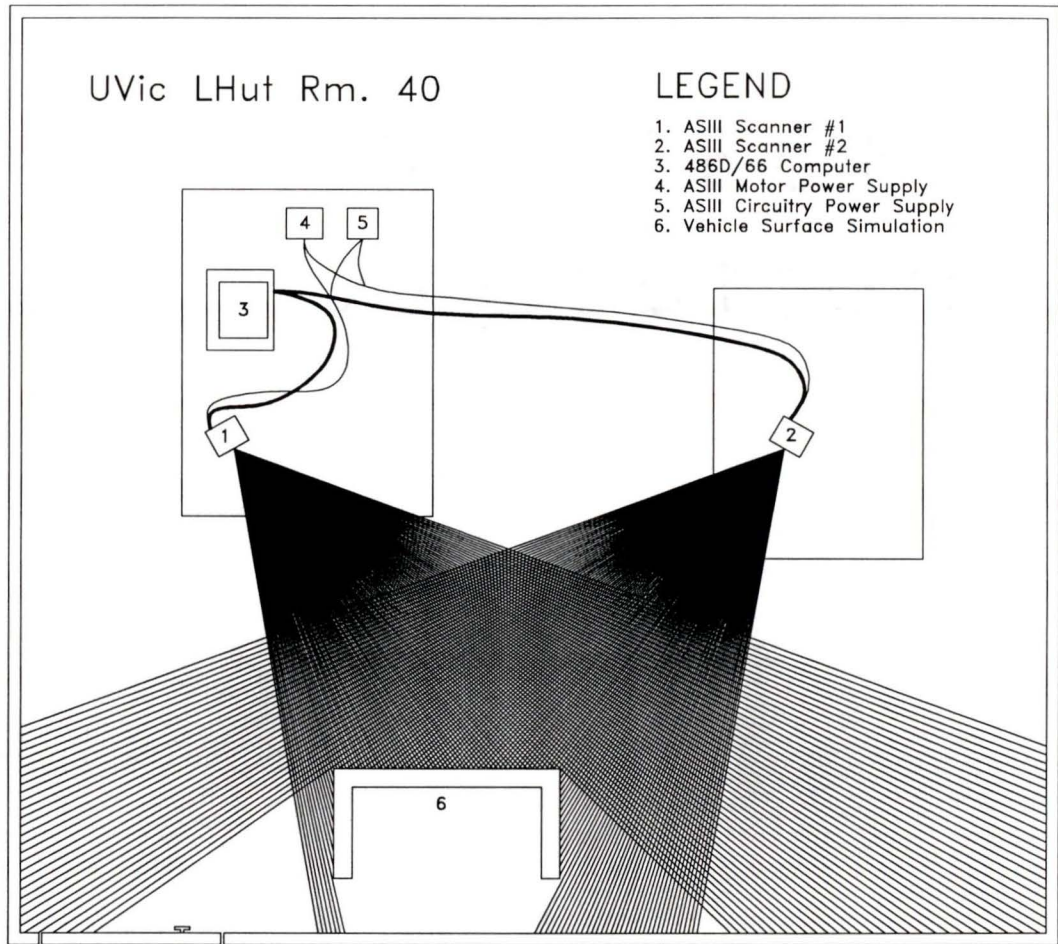 UVic LHut Rm. 40
LEGEND
1. ASIII Scanner #1
2. ASIII Scanner #2
3. 486D/66 Computer
4. ASIII Motor Power Supply
5. ASIII Circuitry Power Supply
6. Vehicle Surface Simulation
4 5
3
1 2
6